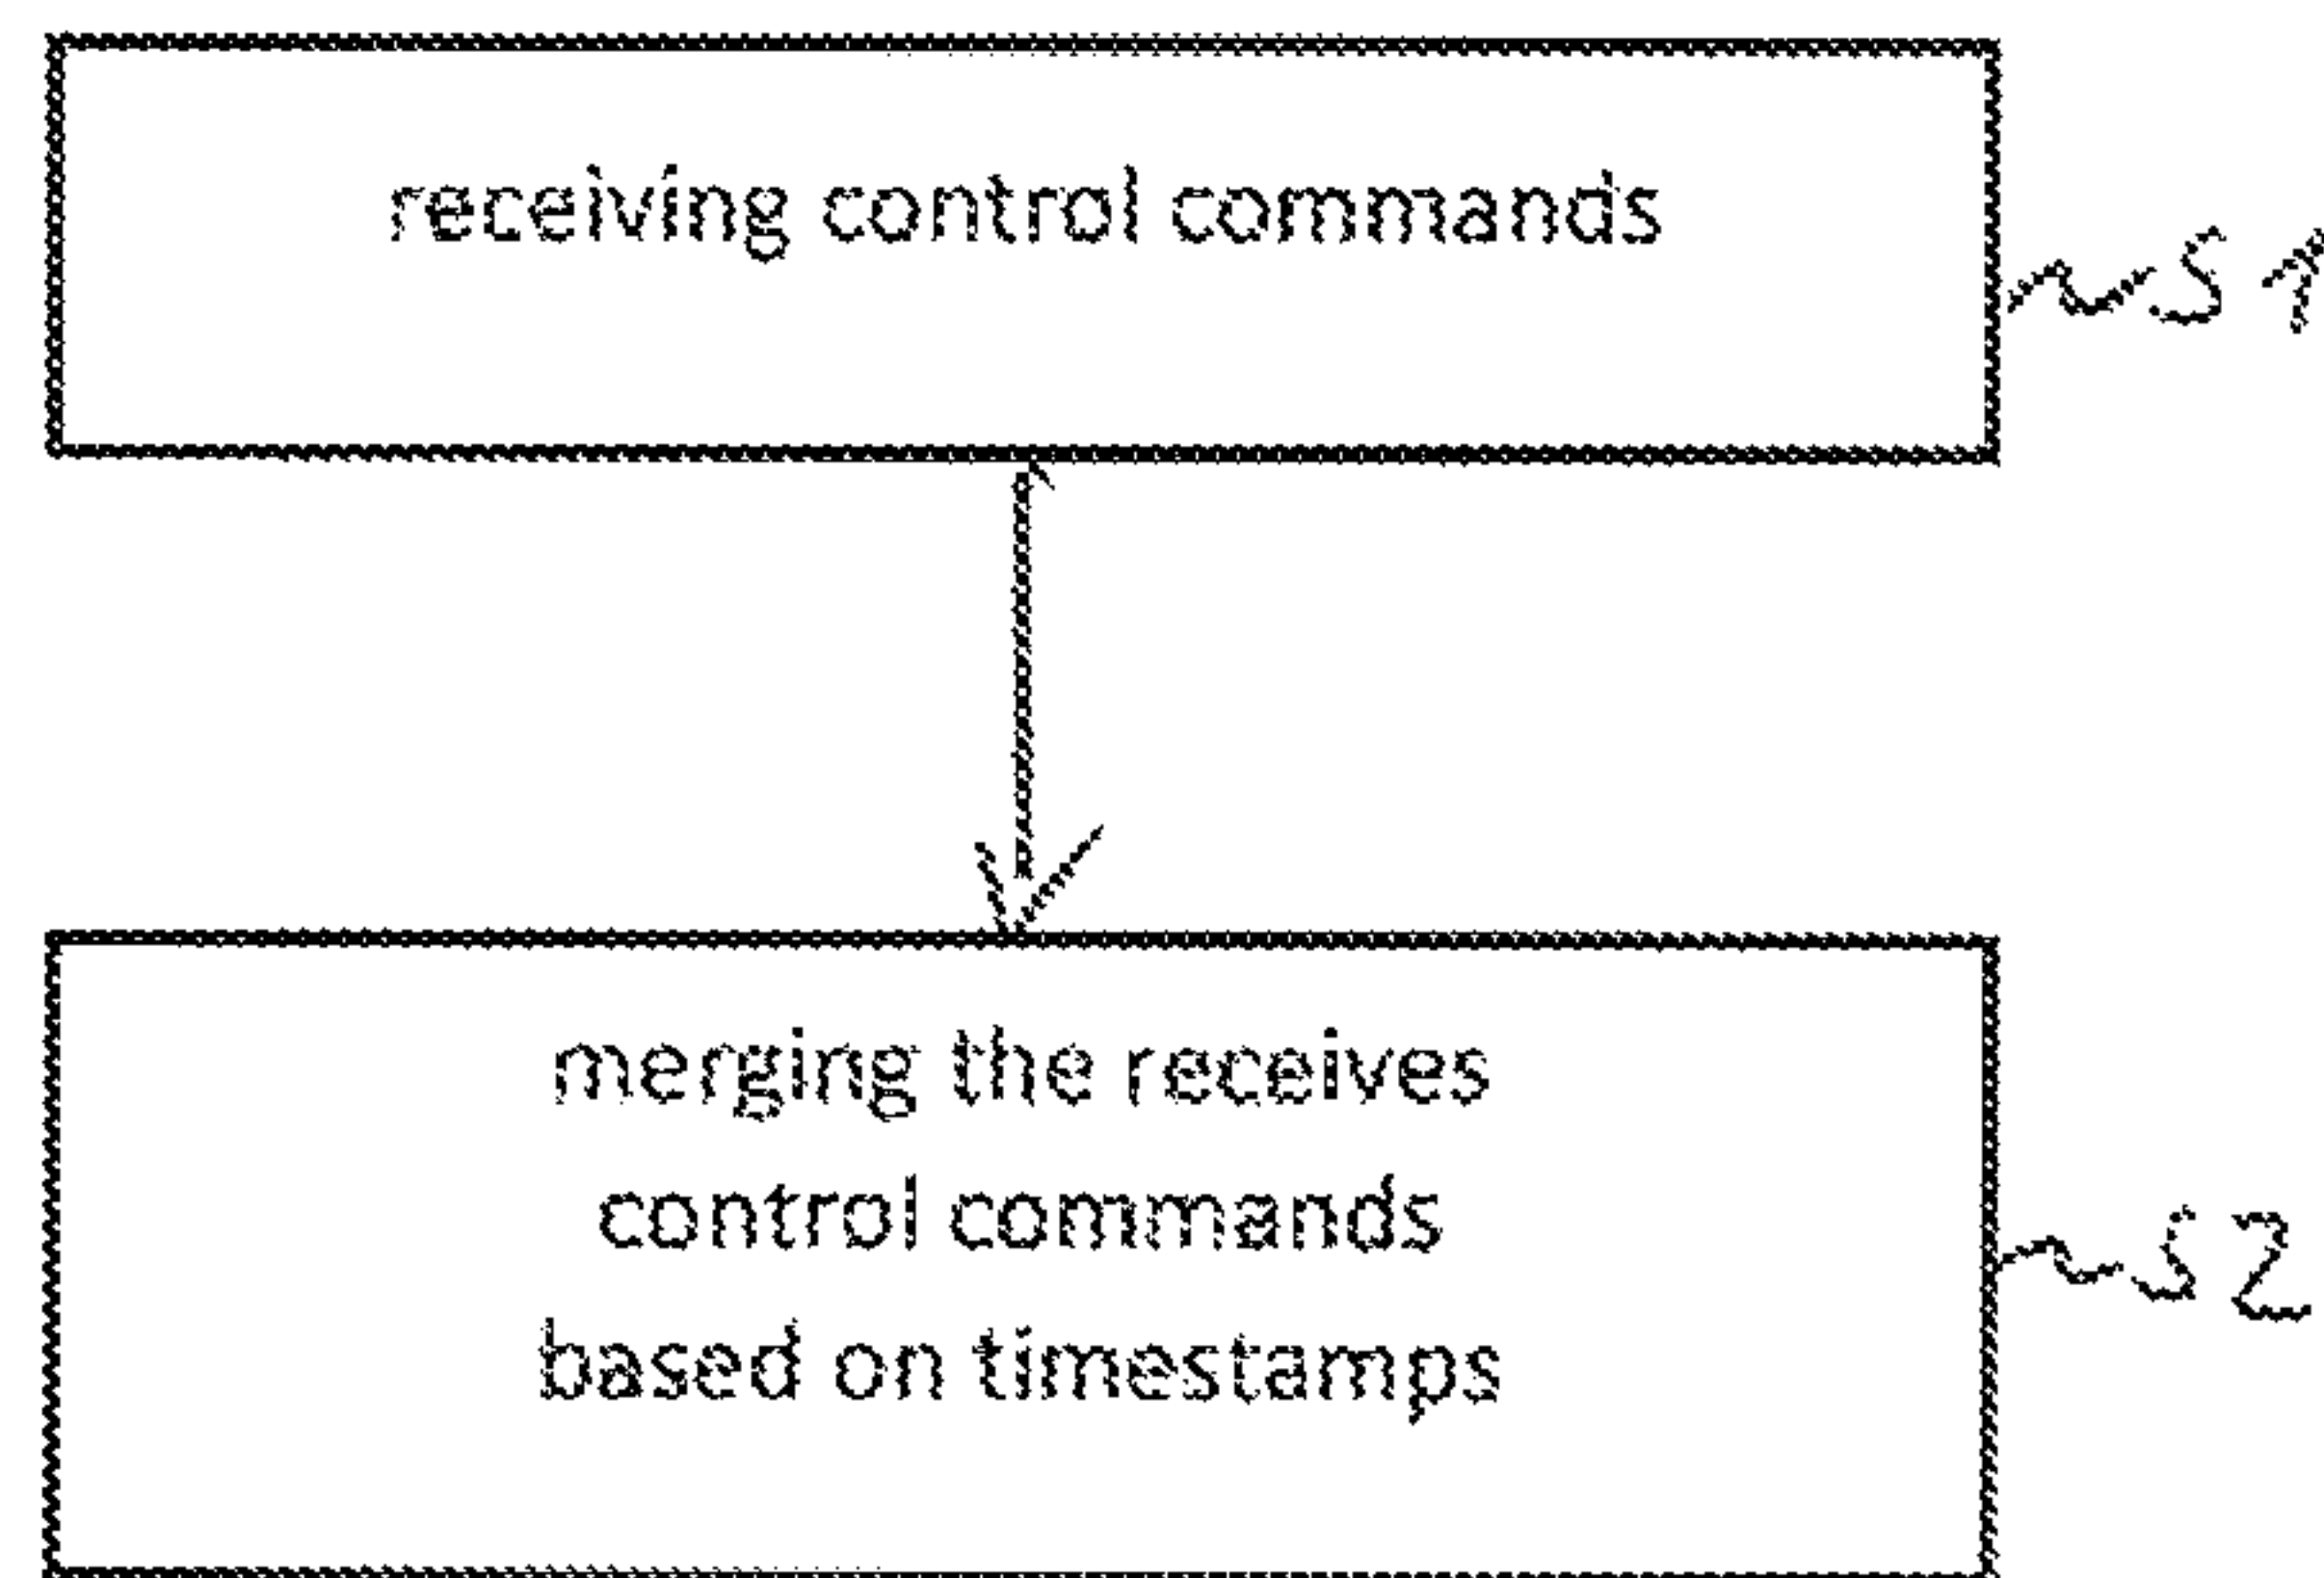 receiving control commands
S1
merging the receives
control commands
based on timestamps
S2